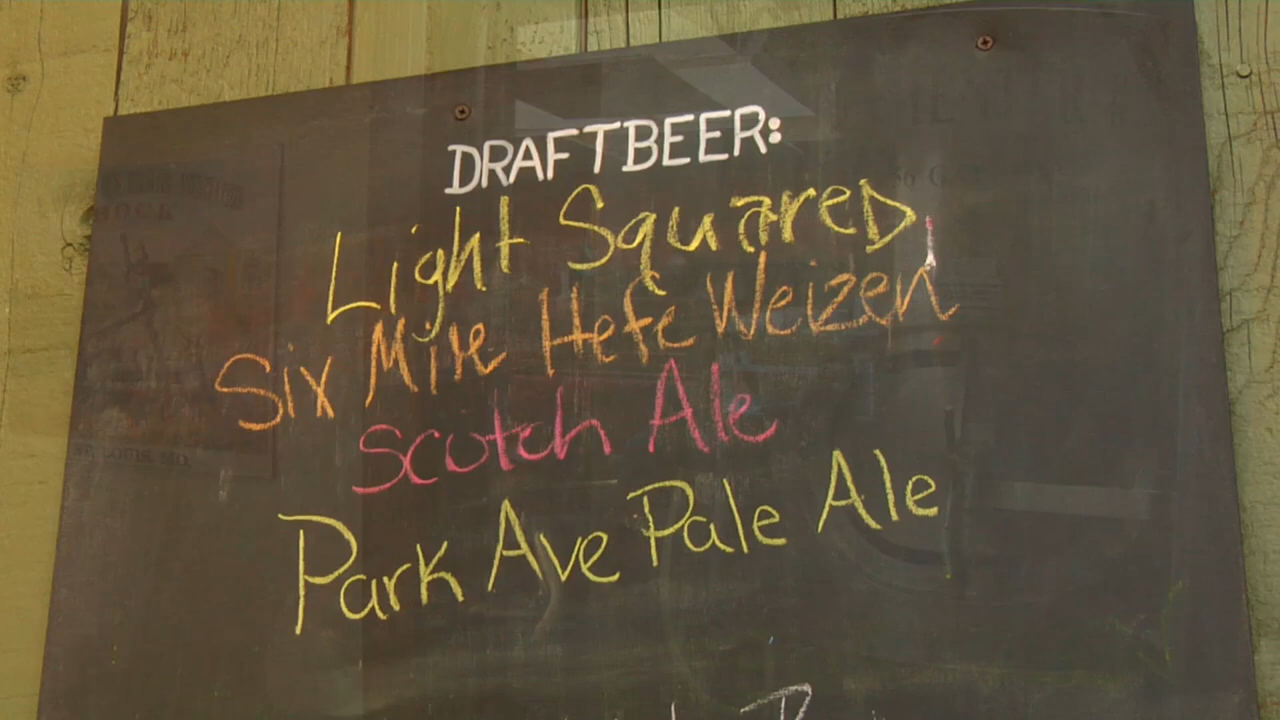 DRAFTBEER:
Light Squared
Six Mile Hefe Weizen
Scotch Ale
Park Ave Pale Ale